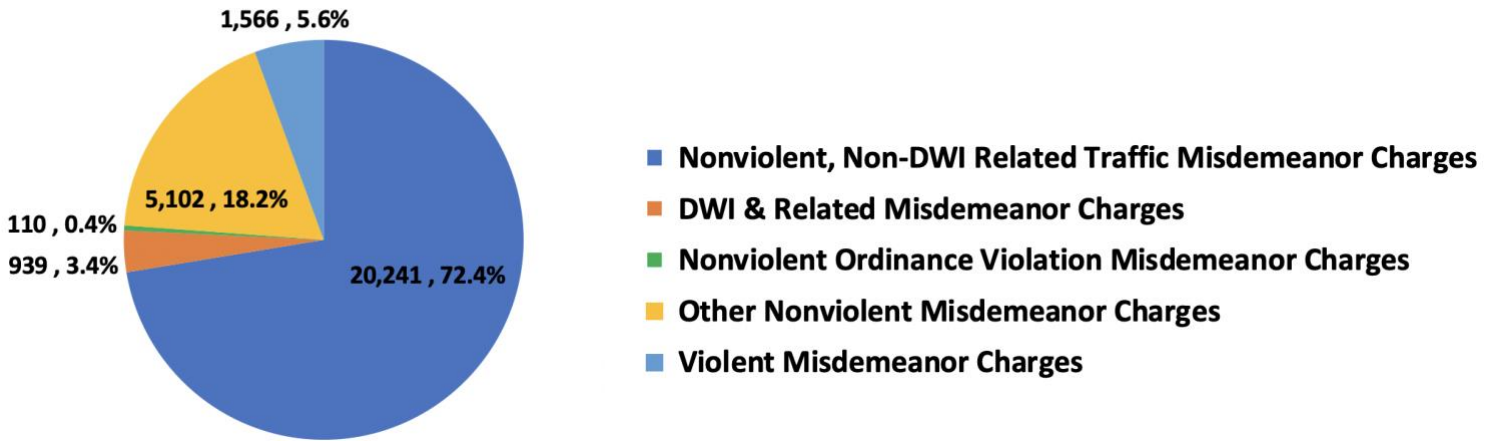 1,566 , 5.6%
5,102 , 18.2%
110 , 0.4%
939 , 3.4%
20,241 , 72.4%
Nonviolent, Non-DWI Related Traffic Misdemeanor Charges
DWI & Related Misdemeanor Charges
Nonviolent Ordinance Violation Misdemeanor Charges
Other Nonviolent Misdemeanor Charges
Violent Misdemeanor Charges